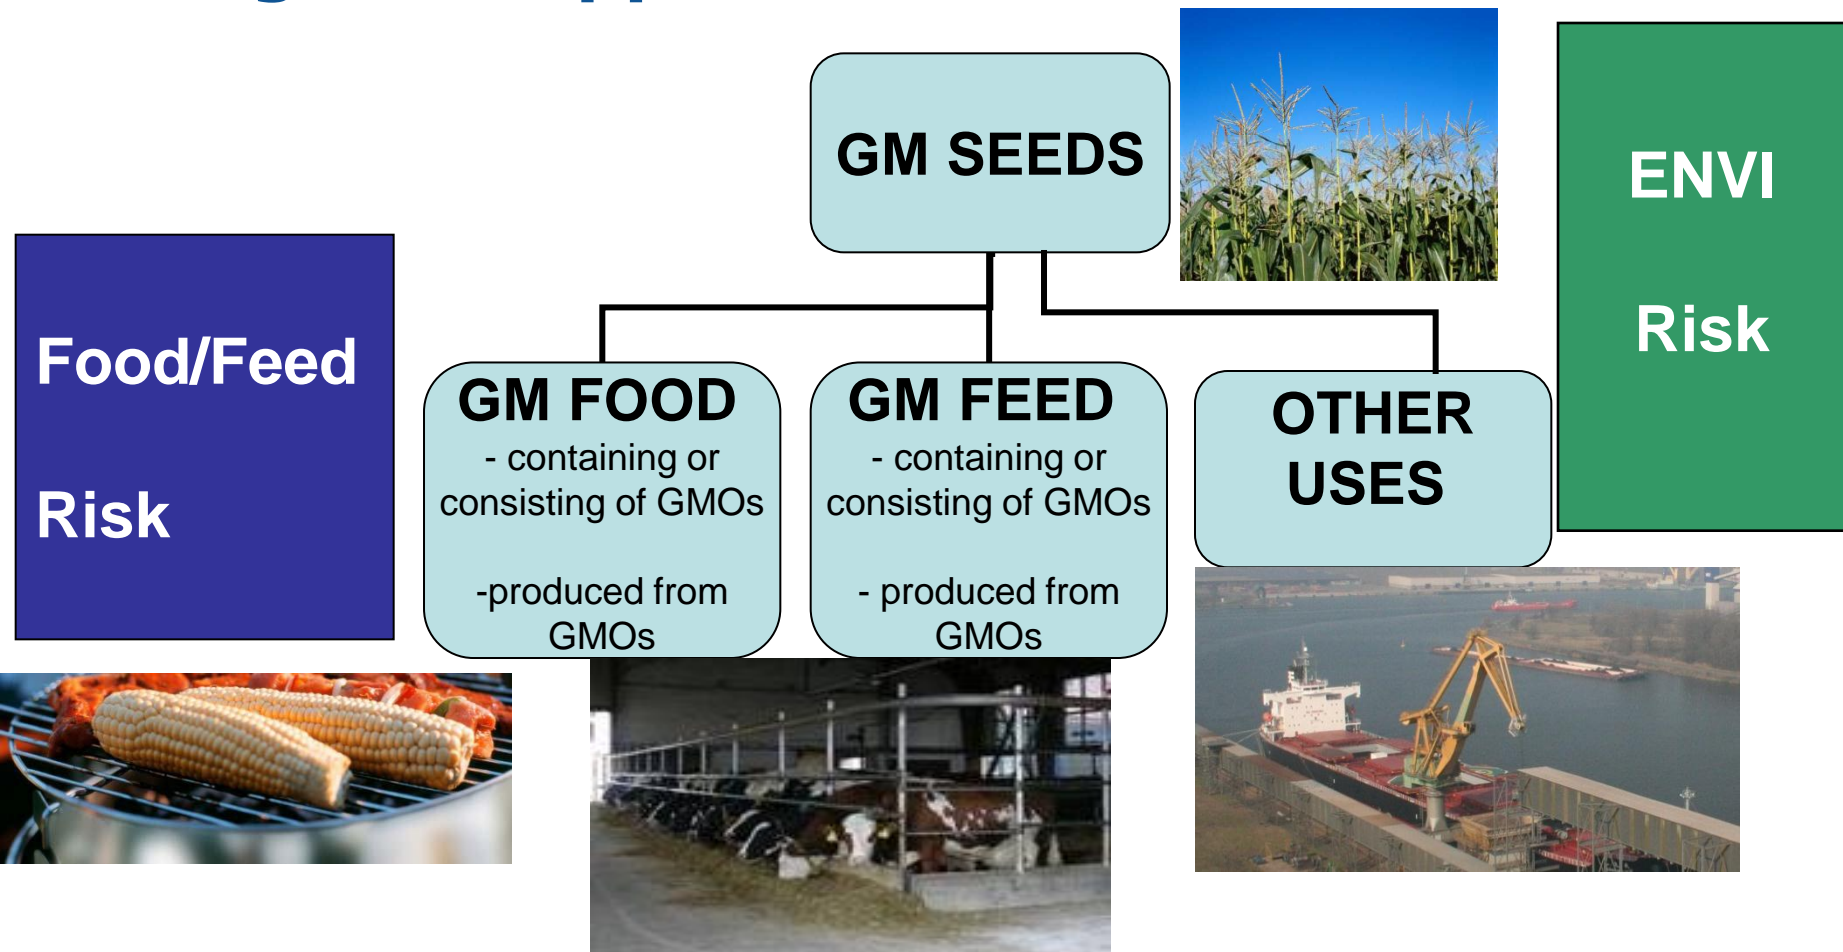 GM SEEDS
ENVI
Risk
Food/Feed
Risk
GM FOOD
- containing or
consisting of GMOs
-produced from
GMOs
GM FEED
- containing or
consisting of GMOs
- produced from
GMOs
OTHER
USES